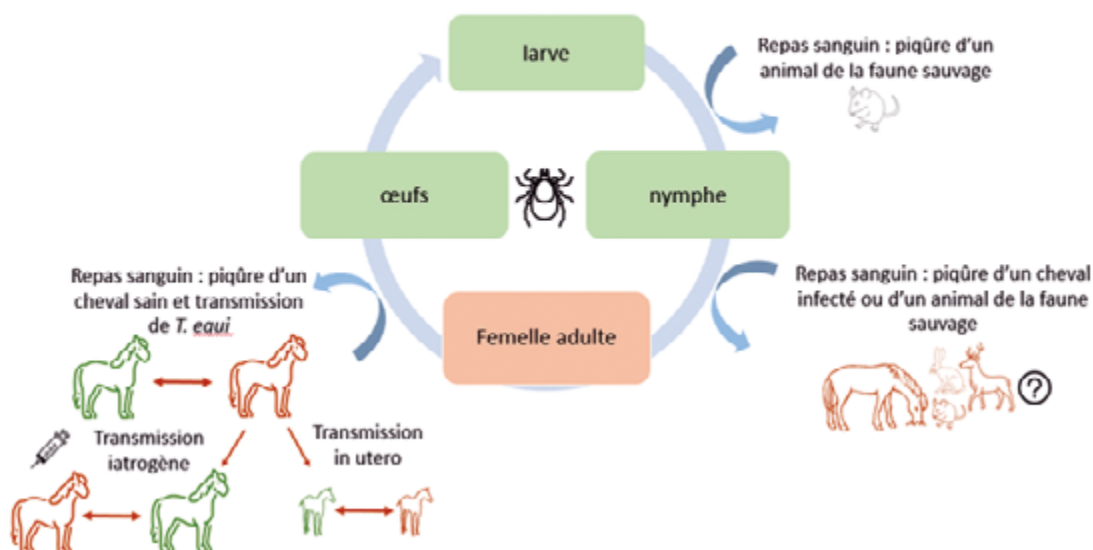 larve
Repas sanguin : piqûre d'un
animal de la faune sauvage
œufs
nymphe
Repas sanguin : piqûre d'un
cheval sain et transmission
de T. equi
Femelle adulte
Repas sanguin : piqûre d'un cheval
infecté ou d'un animal de la faune
sauvage
?
Transmission
iatrogène
Transmission
in utero